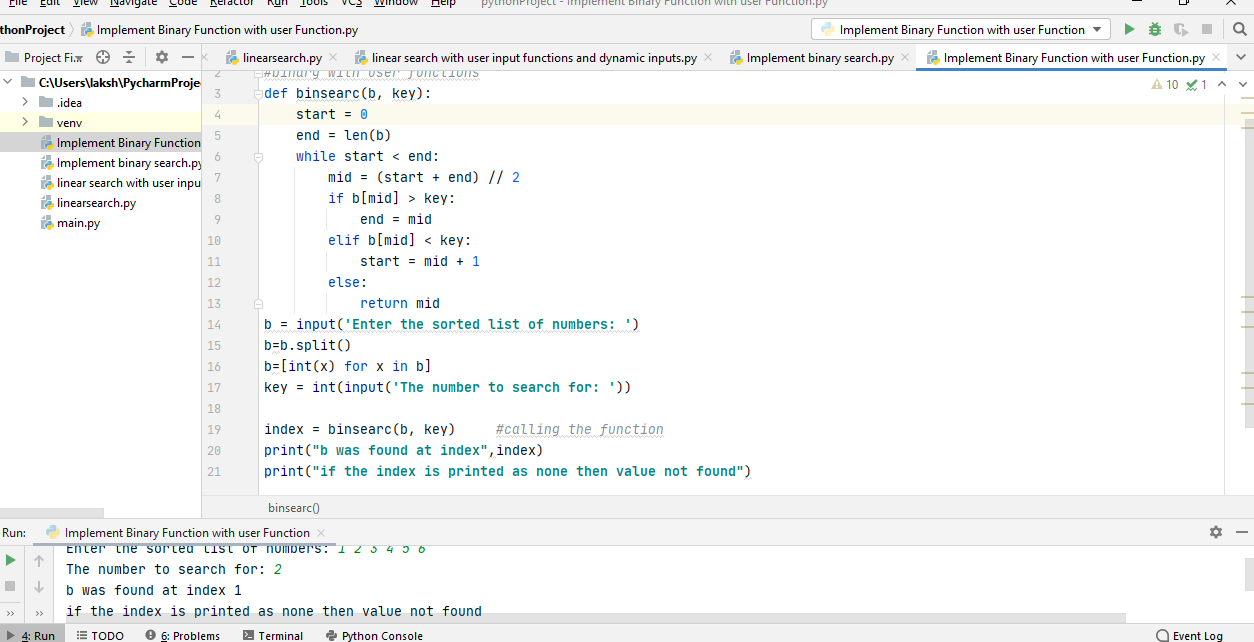 File Edit View Navigate Code Refactor Run Tools VCS Window Help pythonProject - Implement Binary Function with user Function.py
thonProject Implement Binary Function with user Function.py Implement Binary Function with user Function
Project Fi... linearsearch.py linear search with user input functions and dynamic inputs.py Implement binary search.py Implement Binary Function with user Function.py
C:\Users\laksh\PycharmProje
.idea
venv
Implement Binary Function
Implement binary search.py
linear search with user inpu
linearsearch.py
main.py
10 1
2 #binary with user functions
3 def binsearc(b, key):
4 start = 0
5 end = len(b)
6 while start < end:
7 mid = (start + end) // 2
8 if b[mid] > key:
9 end = mid
10 elif b[mid] < key:
11 start = mid + 1
12 else:
13 return mid
14 b = input('Enter the sorted list of numbers: ')
15 b=b.split()
16 b=[int(x) for x in b]
17 key = int(input('The number to search for: '))
18
19 index = binsearc(b, key) #calling the function
20 print("b was found at index",index)
21 print("if the index is printed as none then value not found")
binsearc()
Run: Implement Binary Function with user Function
Enter the sorted list of numbers: 1 2 3 4 5 6
The number to search for: 2
b was found at index 1
if the index is printed as none then value not found
4: Run TODO 6: Problems Terminal Python Console Event Log